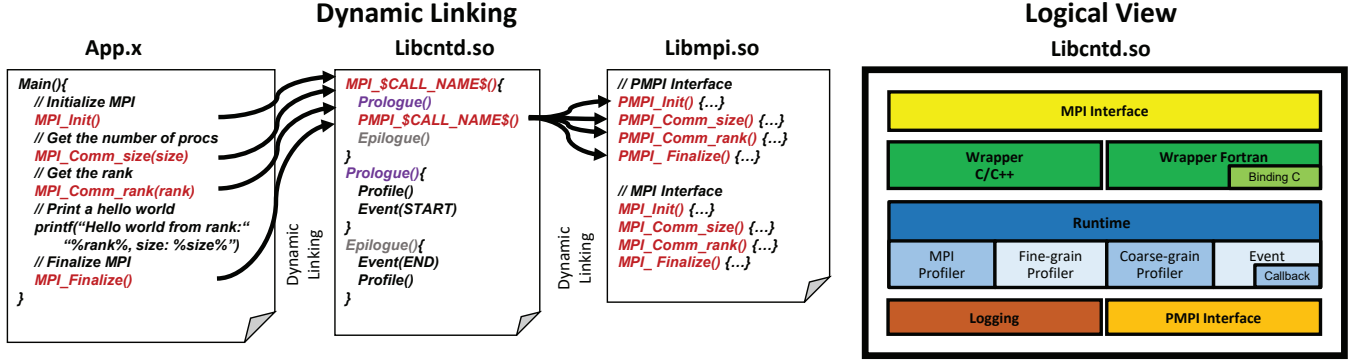 Dynamic Linking
App.x
Main(){
// Initialize MPI
MPI_Init()
// Get the number of procs
MPI_Comm_size(size)
// Get the rank
MPI_Comm_rank(rank)
// Print a hello world
printf(“Hello world from rank:“
“%rank%, size: %size%”)
// Finalize MPI
MPI_Finalize()
}
Dynamic
Linking
Libcntd.so
MPI_$CALL_NAME$(){
Prologue()
PMPI_$CALL_NAME$()
Epilogue()
}
Prologue(){
Profile()
Event(START)
}
Epilogue(){
Event(END)
Profile()
}
Dynamic
Linking
Libmpi.so
// PMPI Interface
PMPI_Init() {…}
PMPI_Comm_size() {…}
PMPI_Comm_rank() {…}
PMPI_ Finalize() {…}
// MPI Interface
MPI_Init() {…}
MPI_Comm_size() {…}
MPI_Comm_rank() {…}
MPI_ Finalize() {…}
Logical View
Libcntd.so
MPI Interface
Wrapper
C/C++
Wrapper Fortran
Binding C
Runtime
MPI
Profiler
Fine-grain
Profiler
Coarse-grain
Profiler
Event
Callback
Logging
PMPI Interface